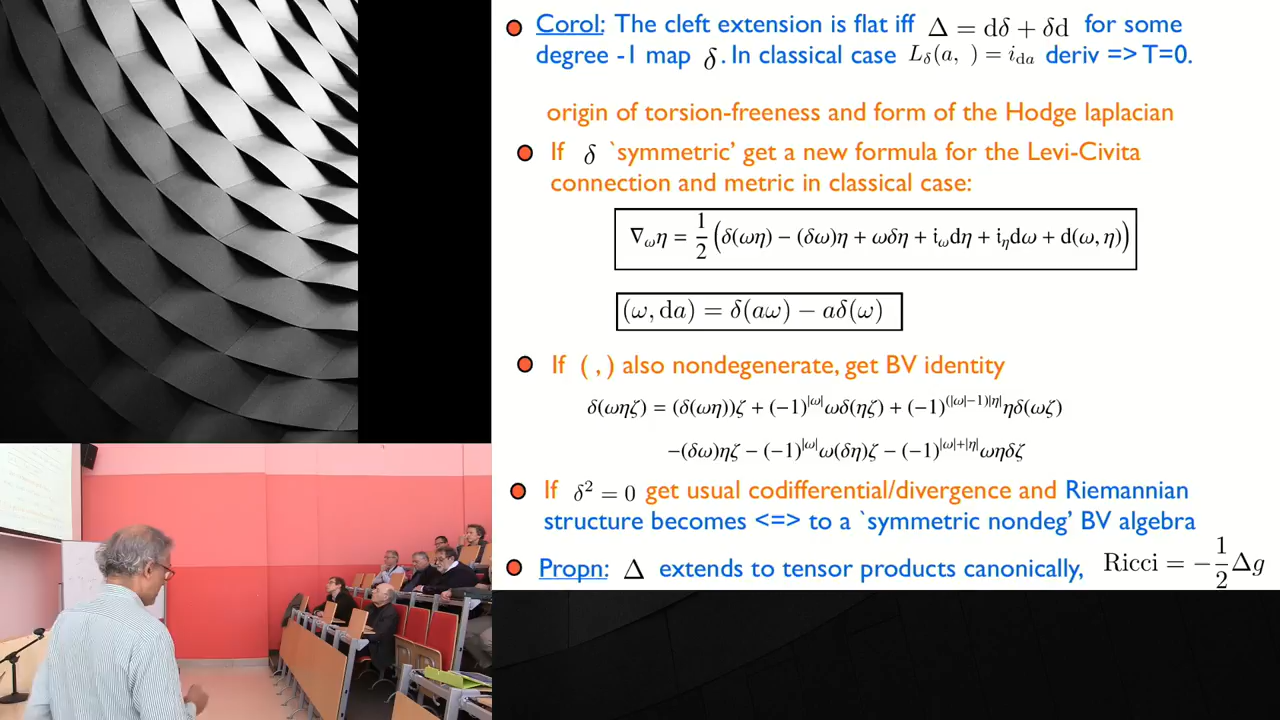 Corol: The cleft extension is flat iff Δ = dδ + δd for some
degree -1 map δ. In classical case L_δ(a, ) = i_da deriv => T=0.
origin of torsion-freeness and form of the Hodge laplacian
If δ `symmetric' get a new formula for the Levi-Civita
connection and metric in classical case:
∇_ω η = 1/2 (δ(ωη) − (δω)η + ωδη + i_ω dη + i_η dω + d(ω, η))
(ω, da) = δ(aω) − aδ(ω)
If ( , ) also nondegenerate, get BV identity
δ(ωηζ) = (δ(ωη))ζ + (-1)^|ω| ωδ(ηζ) + (-1)^(|ω|-1)|η| ηδ(ωζ)
−(δω)ηζ − (-1)^|ω| ω(δη)ζ − (-1)^|ω|+|η| ωηδζ
If δ² = 0 get usual codifferential/divergence and Riemannian
structure becomes <=> to a `symmetric nondeg' BV algebra
Propn: Δ extends to tensor products canonically, Ricci = −1/2 Δg